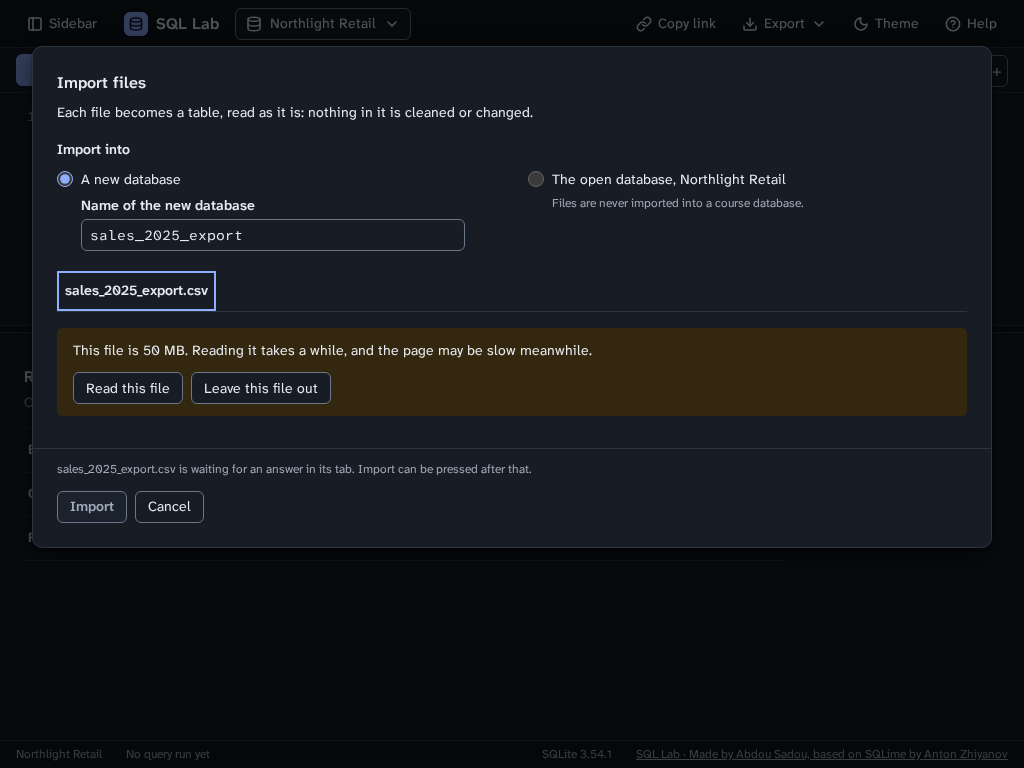 Sidebar
SQL Lab
Northlight Retail
Copy link
Export
Theme
Help
Import files
Each file becomes a table, read as it is: nothing in it is cleaned or changed.
Import into
A new database
The open database, Northlight Retail
Files are never imported into a course database.
Name of the new database
sales_2025_export
sales_2025_export.csv
This file is 50 MB. Reading it takes a while, and the page may be slow meanwhile.
Read this file
Leave this file out
sales_2025_export.csv is waiting for an answer in its tab. Import can be pressed after that.
Import
Cancel
Northlight Retail
No query run yet
SQLite 3.54.1
SQL Lab · Made by Abdou Sadou, based on SQLime by Anton Zhiyanov